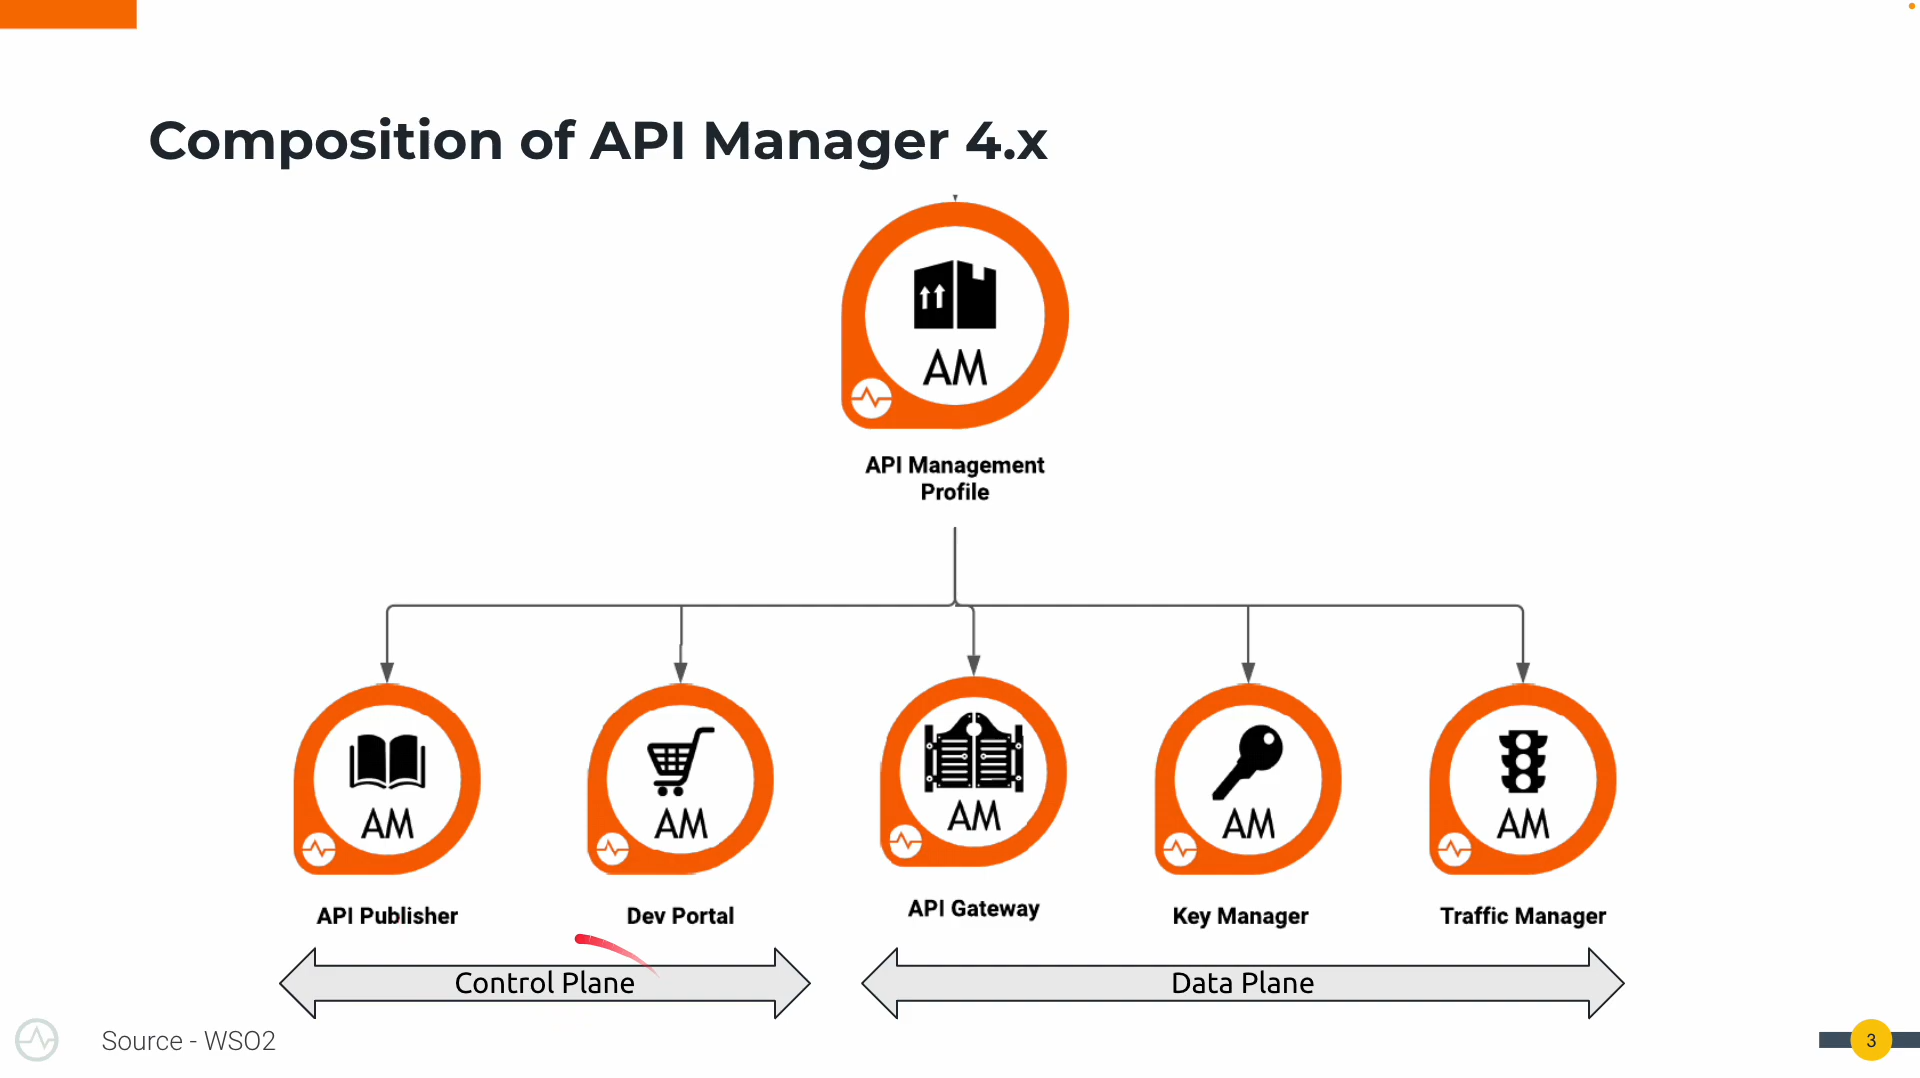 Composition of API Manager 4.x
AM
API Management
Profile
AM
AM
AM
AM
AM
API Publisher
Dev Portal
API Gateway
Key Manager
Traffic Manager
Control Plane
Data Plane
Source - WSO2
3